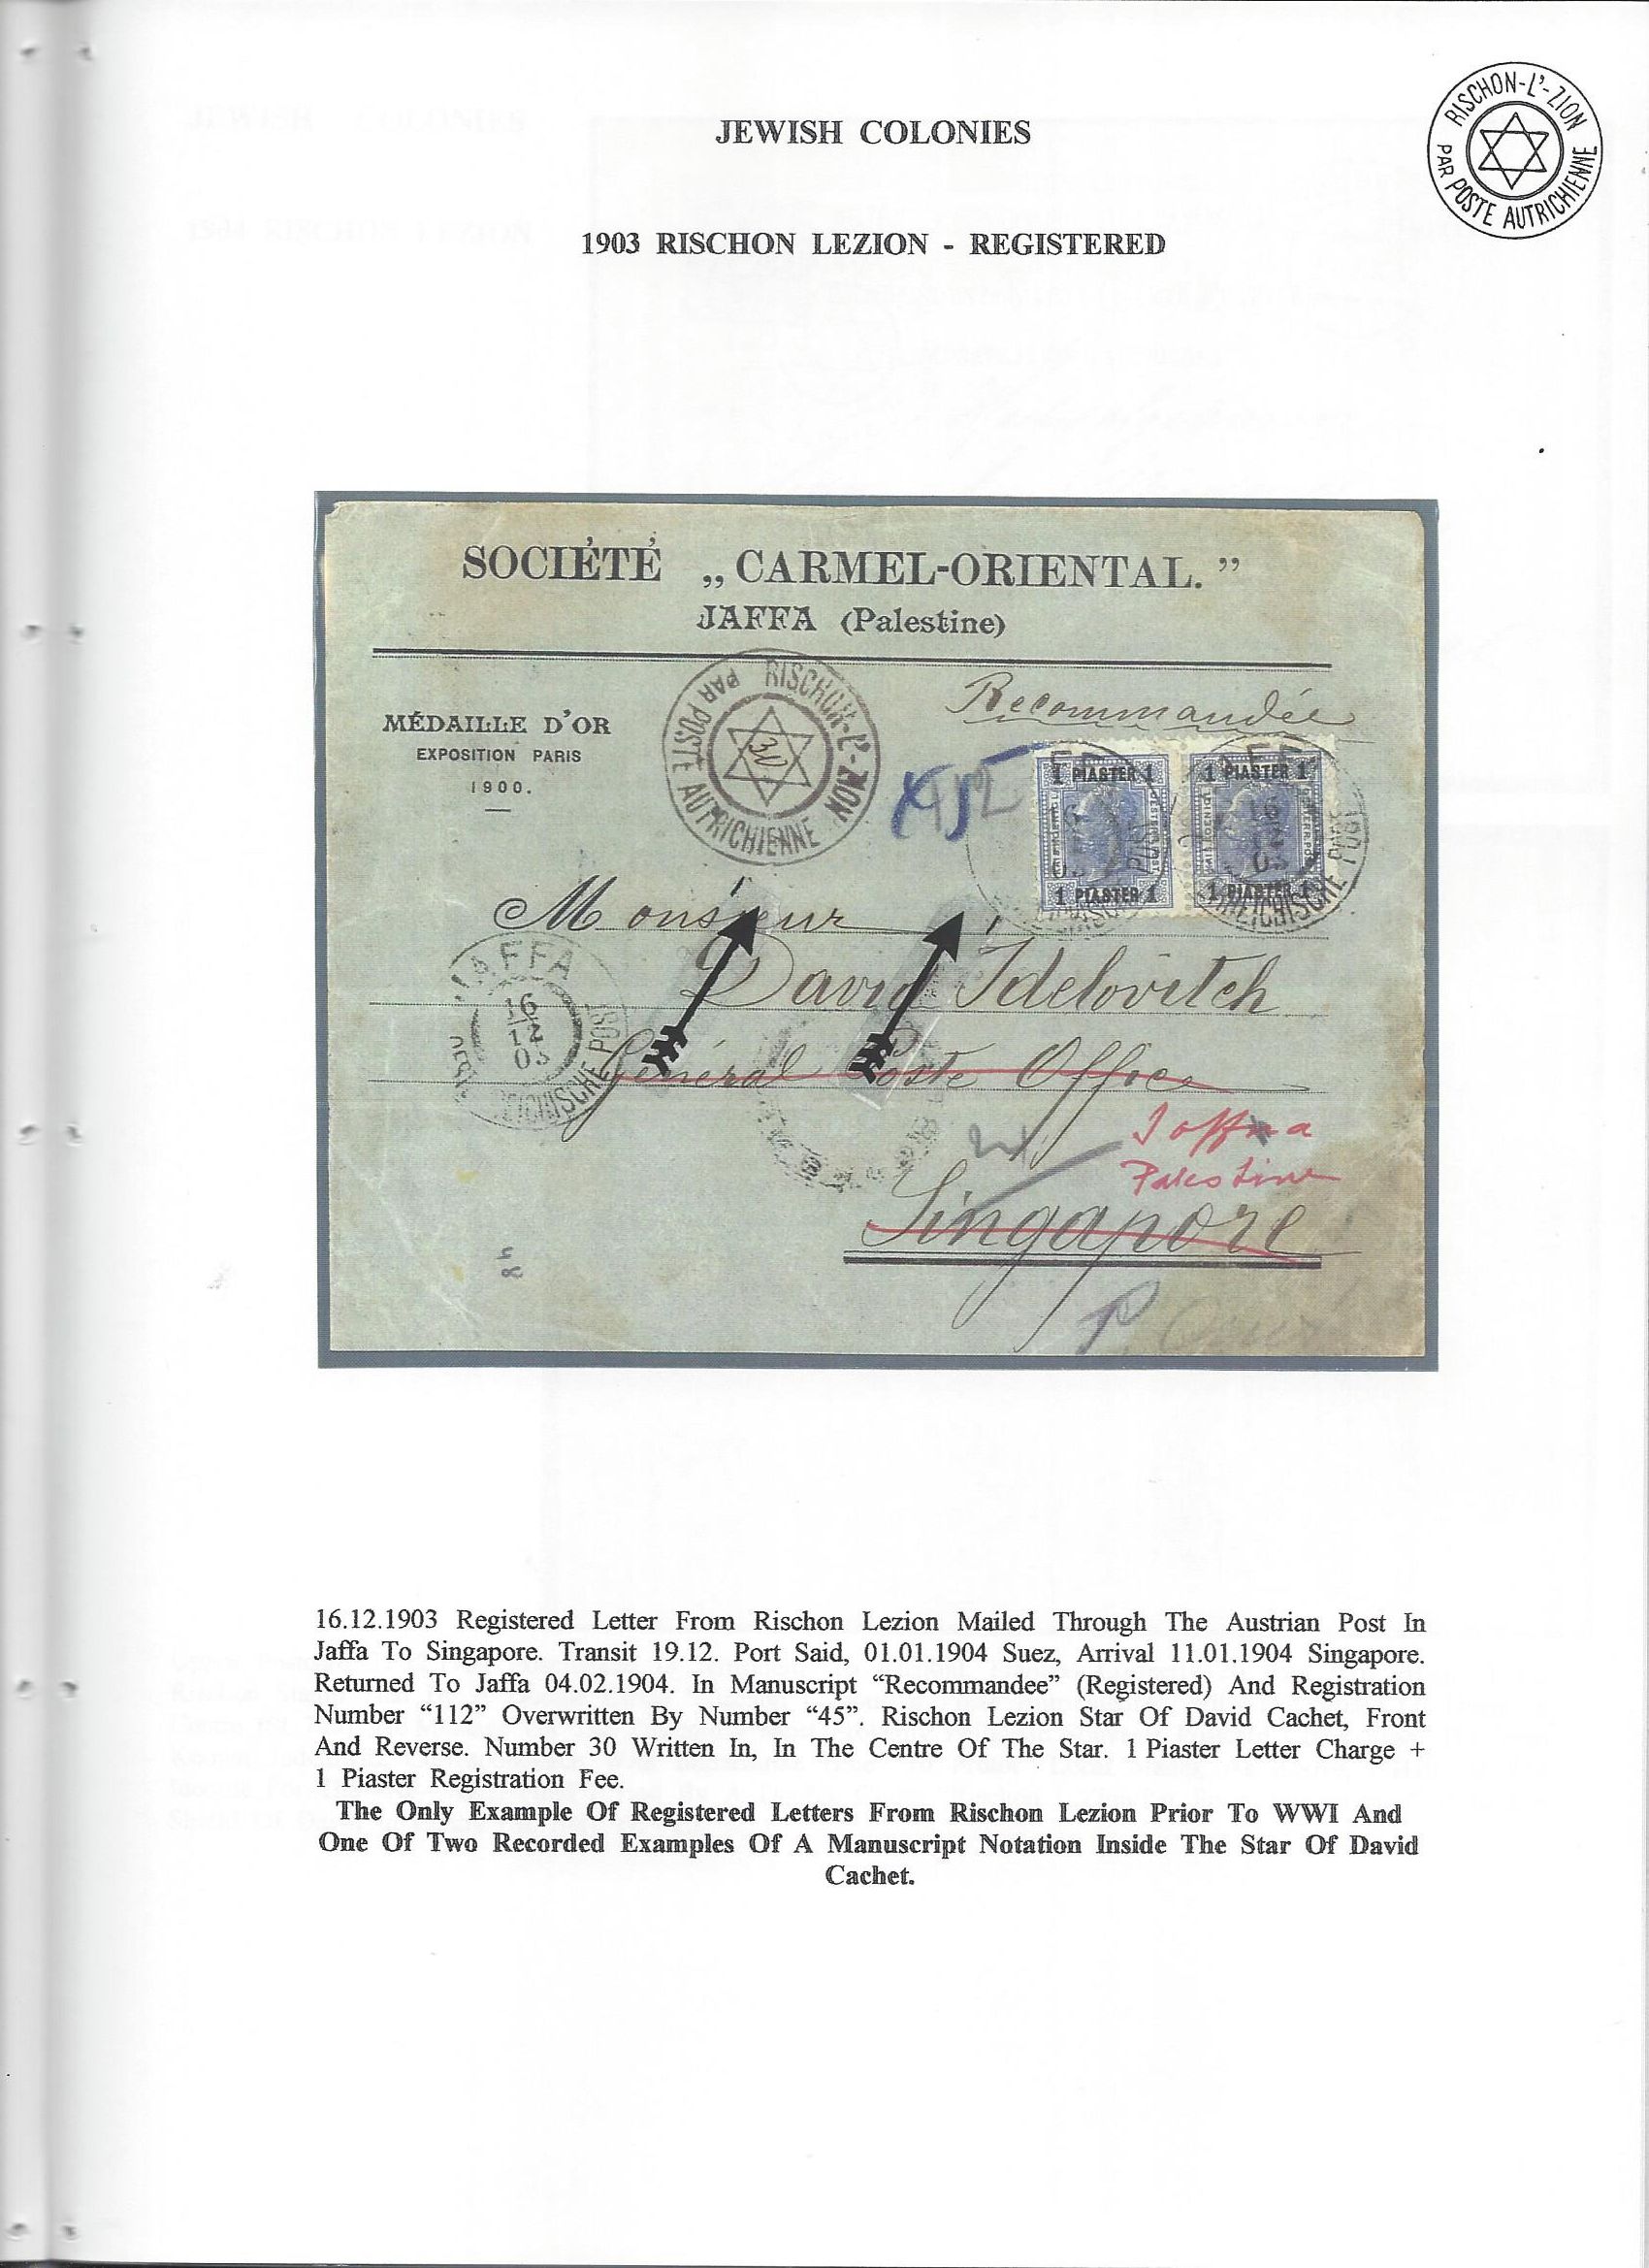 JEWISH COLONIES
RISCHON-L'-ZION
PAR POSTE AUTRICHIENNE
1903 RISCHON LEZION - REGISTERED
SOCIÉTÉ „CARMEL-ORIENTAL.”
JAFFA (Palestine)
MÉDAILLE D'OR
EXPOSITION PARIS
1900.
RISCHON-L'-ZION
PAR POSTE AUTRICHIENNE
30
Recommandée
1 PIASTER 1
1 PIASTER 1
1 PIASTER 1
1 PIASTER 1
Monsieur
David Idelovitch
JAFFA
16
12
03
Général Poste Office
Joffa
Palestine
Singapore
16.12.1903 Registered Letter From Rischon Lezion Mailed Through The Austrian Post In
Jaffa To Singapore. Transit 19.12. Port Said, 01.01.1904 Suez, Arrival 11.01.1904 Singapore.
Returned To Jaffa 04.02.1904. In Manuscript “Recommandee” (Registered) And Registration
Number “112” Overwritten By Number “45”. Rischon Lezion Star Of David Cachet, Front
And Reverse. Number 30 Written In, In The Centre Of The Star. 1 Piaster Letter Charge +
1 Piaster Registration Fee.
The Only Example Of Registered Letters From Rischon Lezion Prior To WWI And
One Of Two Recorded Examples Of A Manuscript Notation Inside The Star Of David
Cachet.